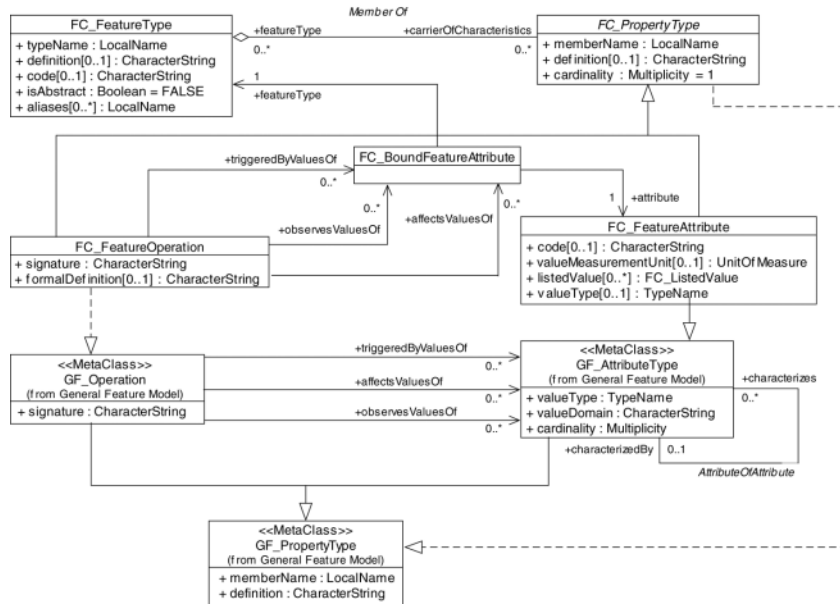 Member Of
FC_FeatureType
+ typeName : LocalName
+ definition[0..1] : CharacterString
+ code[0..1] : CharacterString
+ isAbstract : Boolean = FALSE
+ aliases[0..*] : LocalName
+featureType
0..*
+carrierOfCharacteristics
0..*
FC_PropertyType
+ memberName : LocalName
+ definition[0..1] : CharacterString
+ cardinality : Multiplicity = 1
1
+featureType
+triggeredByValuesOf
0..*
FC_BoundFeatureAttribute
+observesValuesOf
0..*
+affectsValuesOf
0..*
1
+attribute
FC_FeatureOperation
+ signature : CharacterString
+ formalDefinition[0..1] : CharacterString
FC_FeatureAttribute
+ code[0..1] : CharacterString
+ valueMeasurementUnit[0..1] : UnitOfMeasure
+ listedValue[0..*] : FC_ListedValue
+ valueType[0..1] : TypeName
<<MetaClass>>
GF_Operation
(from General Feature Model)
+ signature : CharacterString
+triggeredByValuesOf
0..*
+affectsValuesOf
0..*
+observesValuesOf
0..*
<<MetaClass>>
GF_AttributeType
(from General Feature Model)
+ valueType : TypeName
+ valueDomain : CharacterString
+ cardinality : Multiplicity
+characterizes
0..*
+characterizedBy
0..1
AttributeOfAttribute
<<MetaClass>>
GF_PropertyType
(from General Feature Model)
+ memberName : LocalName
+ definition : CharacterString